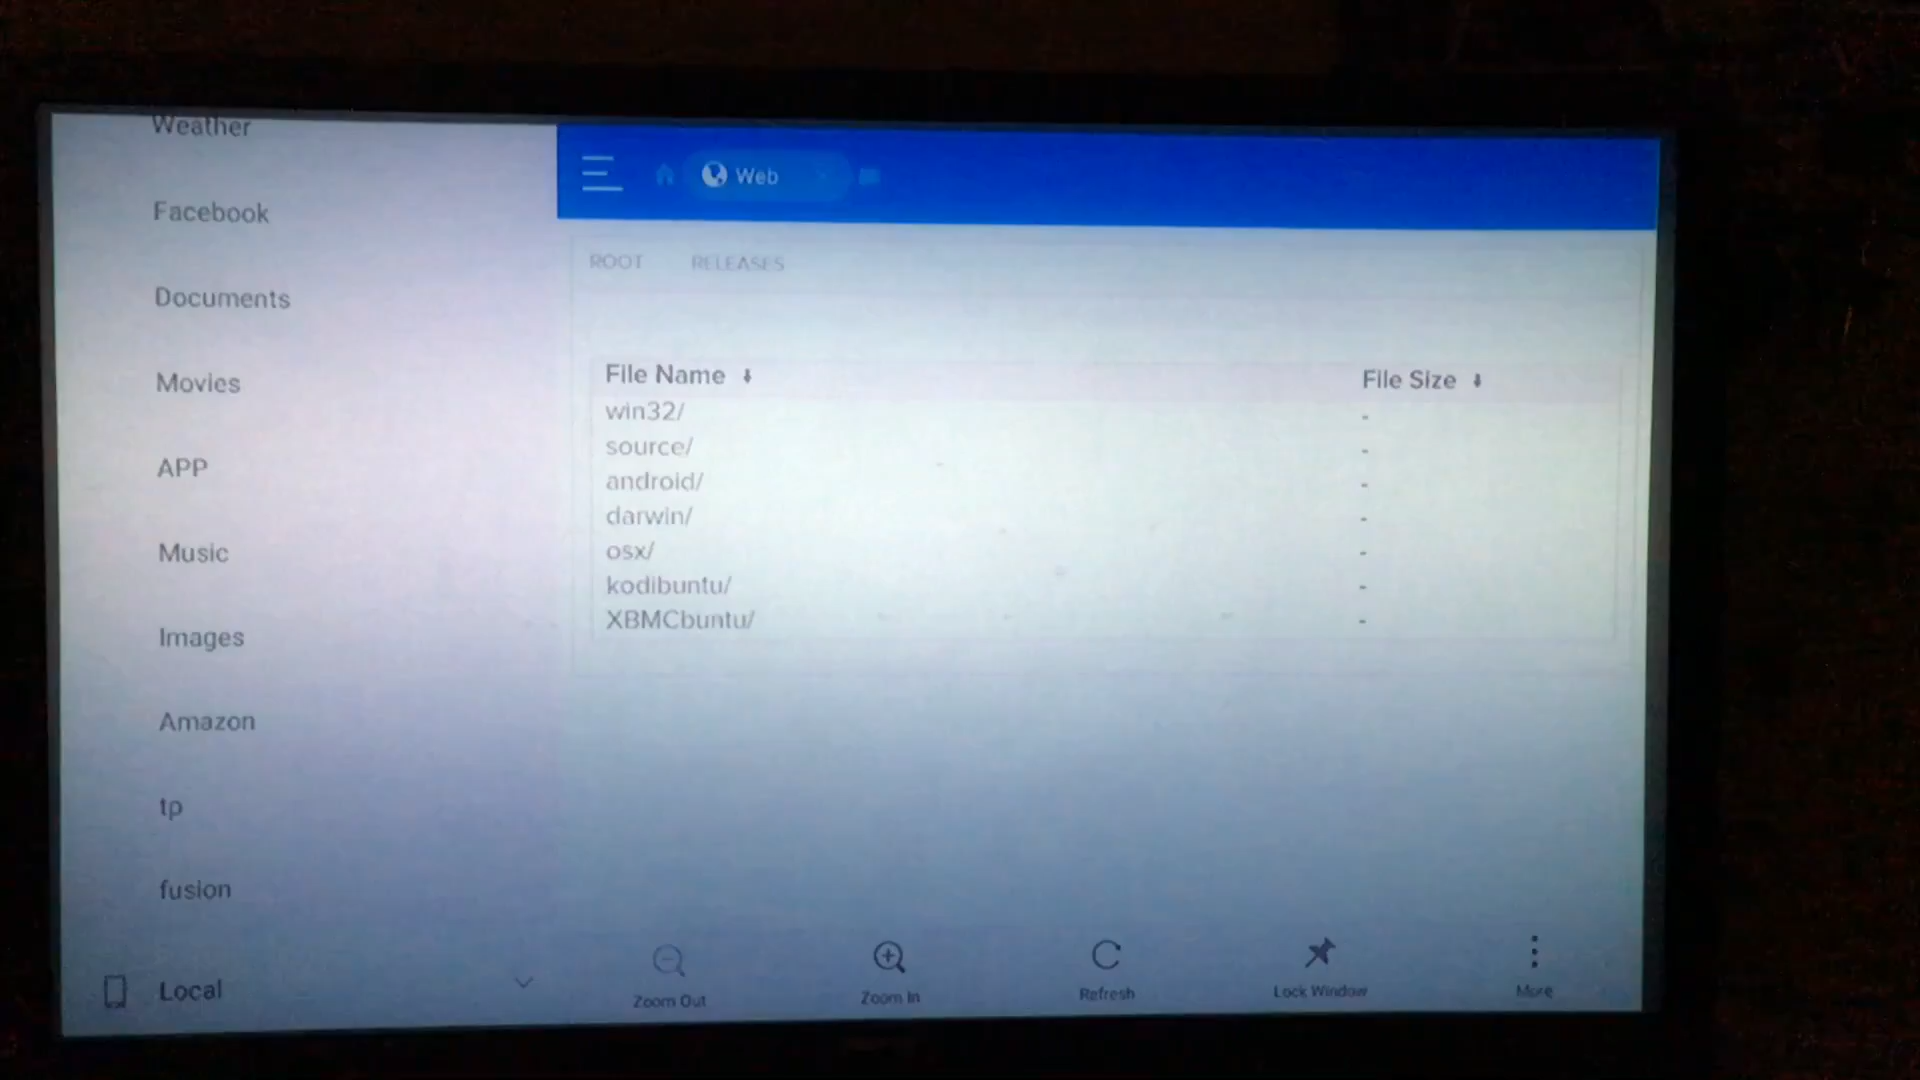 Weather
Facebook
Documents
Movies
APP
Music
Images
Amazon
tp
fusion
Local
Web
ROOT RELEASES
File Name File Size
win32/ -
source/ -
android/ -
darwin/ -
osx/ -
kodibuntu/ -
XBMCbuntu/ -
Zoom Out Zoom In Refresh Lock Window More